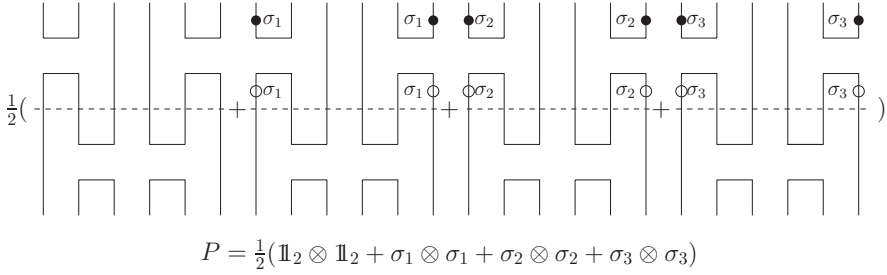 σ₁ σ₁ σ₂ σ₂ σ₃ σ₃
½( + σ₁ σ₁ + σ₂ σ₂ + σ₃ σ₃ )
P = ½(𝟙₂ ⊗ 𝟙₂ + σ₁ ⊗ σ₁ + σ₂ ⊗ σ₂ + σ₃ ⊗ σ₃)